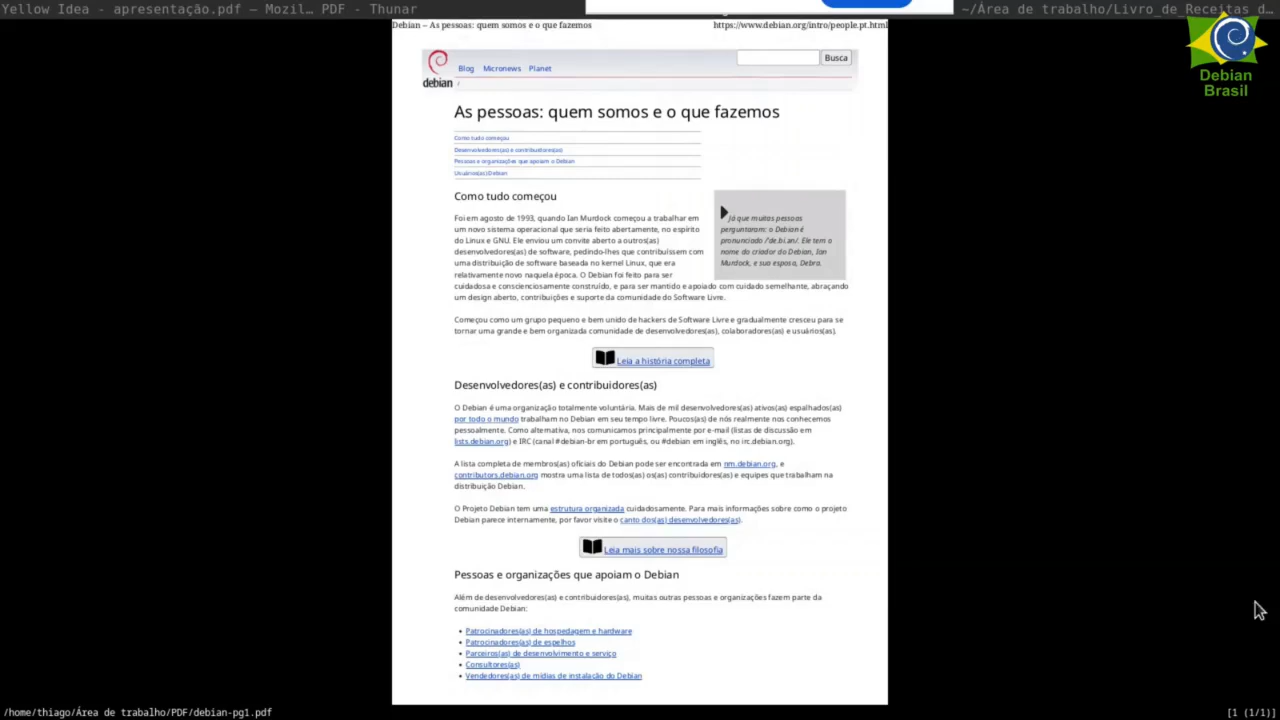 Yellow Idea - apresentação.pdf — Mozil… PDF - Thunar
~/Área de trabalho/Livro_de_Receitas_d…
Debian – As pessoas: quem somos e o que fazemos
https://www.debian.org/intro/people.pt.html
Debian
Brasil
debian
Blog Micronews Planet
Busca
/
As pessoas: quem somos e o que fazemos
Como tudo começou
Desenvolvedores(as) e contribuidores(as)
Pessoas e organizações que apoiam o Debian
Usuários(as) Debian
Como tudo começou
Foi em agosto de 1993, quando Ian Murdock começou a trabalhar em
um novo sistema operacional que seria feito abertamente, no espírito
do Linux e GNU. Ele enviou um convite aberto a outros(as)
desenvolvedores(as) de software, pedindo-lhes que contribuíssem com
uma distribuição de software baseada no kernel Linux, que era
relativamente novo naquela época. O Debian foi feito para ser
cuidadosa e conscienciosamente construído, e para ser mantido e apoiado com cuidado semelhante, abraçando
um design aberto, contribuições e suporte da comunidade do Software Livre.
Já que muitas pessoas
perguntaram: o Debian é
pronunciado /ˈde.bi.ən/. Ele tem o
nome do criador do Debian, Ian
Murdock, e sua esposa, Debra.
Começou como um grupo pequeno e bem unido de hackers de Software Livre e gradualmente cresceu para se
tornar uma grande e bem organizada comunidade de desenvolvedores(as), colaboradores(as) e usuários(as).
Leia a história completa
Desenvolvedores(as) e contribuidores(as)
O Debian é uma organização totalmente voluntária. Mais de mil desenvolvedores(as) ativos(as) espalhados(as)
por todo o mundo trabalham no Debian em seu tempo livre. Poucos(as) de nós realmente nos conhecemos
pessoalmente. Como alternativa, nos comunicamos principalmente por e-mail (listas de discussão em
lists.debian.org) e IRC (canal #debian-br em português, ou #debian em inglês, no irc.debian.org).
A lista completa de membros(as) oficiais do Debian pode ser encontrada em nm.debian.org, e
contributors.debian.org mostra uma lista de todos(as) os(as) contribuidores(as) e equipes que trabalham na
distribuição Debian.
O Projeto Debian tem uma estrutura organizada cuidadosamente. Para mais informações sobre como o projeto
Debian parece internamente, por favor visite o canto dos(as) desenvolvedores(as).
Leia mais sobre nossa filosofia
Pessoas e organizações que apoiam o Debian
Além de desenvolvedores(as) e contribuidores(as), muitas outras pessoas e organizações fazem parte da
comunidade Debian:
• Patrocinadores(as) de hospedagem e hardware
• Patrocinadores(as) de espelhos
• Parceiros(as) de desenvolvimento e serviço
• Consultores(as)
• Vendedores(as) de mídias de instalação do Debian
/home/thiago/Área de trabalho/PDF/debian-pg1.pdf
[1 (1/1)]